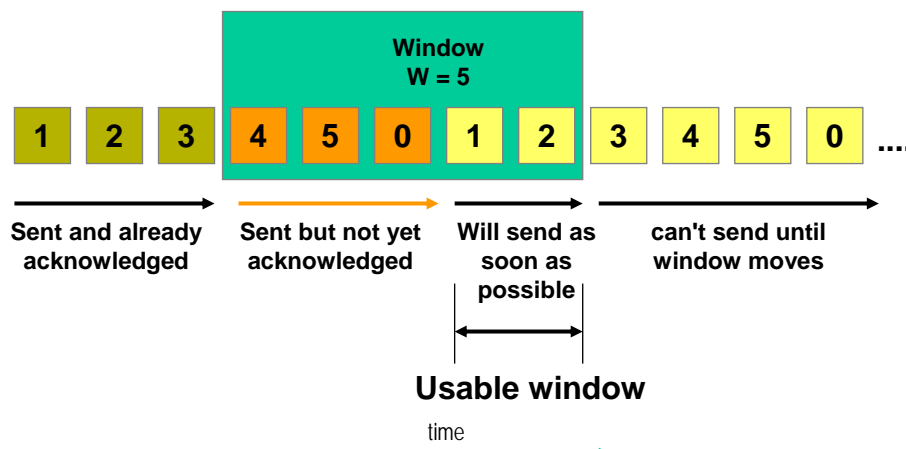 Window
W = 5
1 2 3 4 5 0 1 2 3 4 5 0 ....
Sent and already
acknowledged
Sent but not yet
acknowledged
Will send as
soon as
possible
can't send until
window moves
Usable window
time